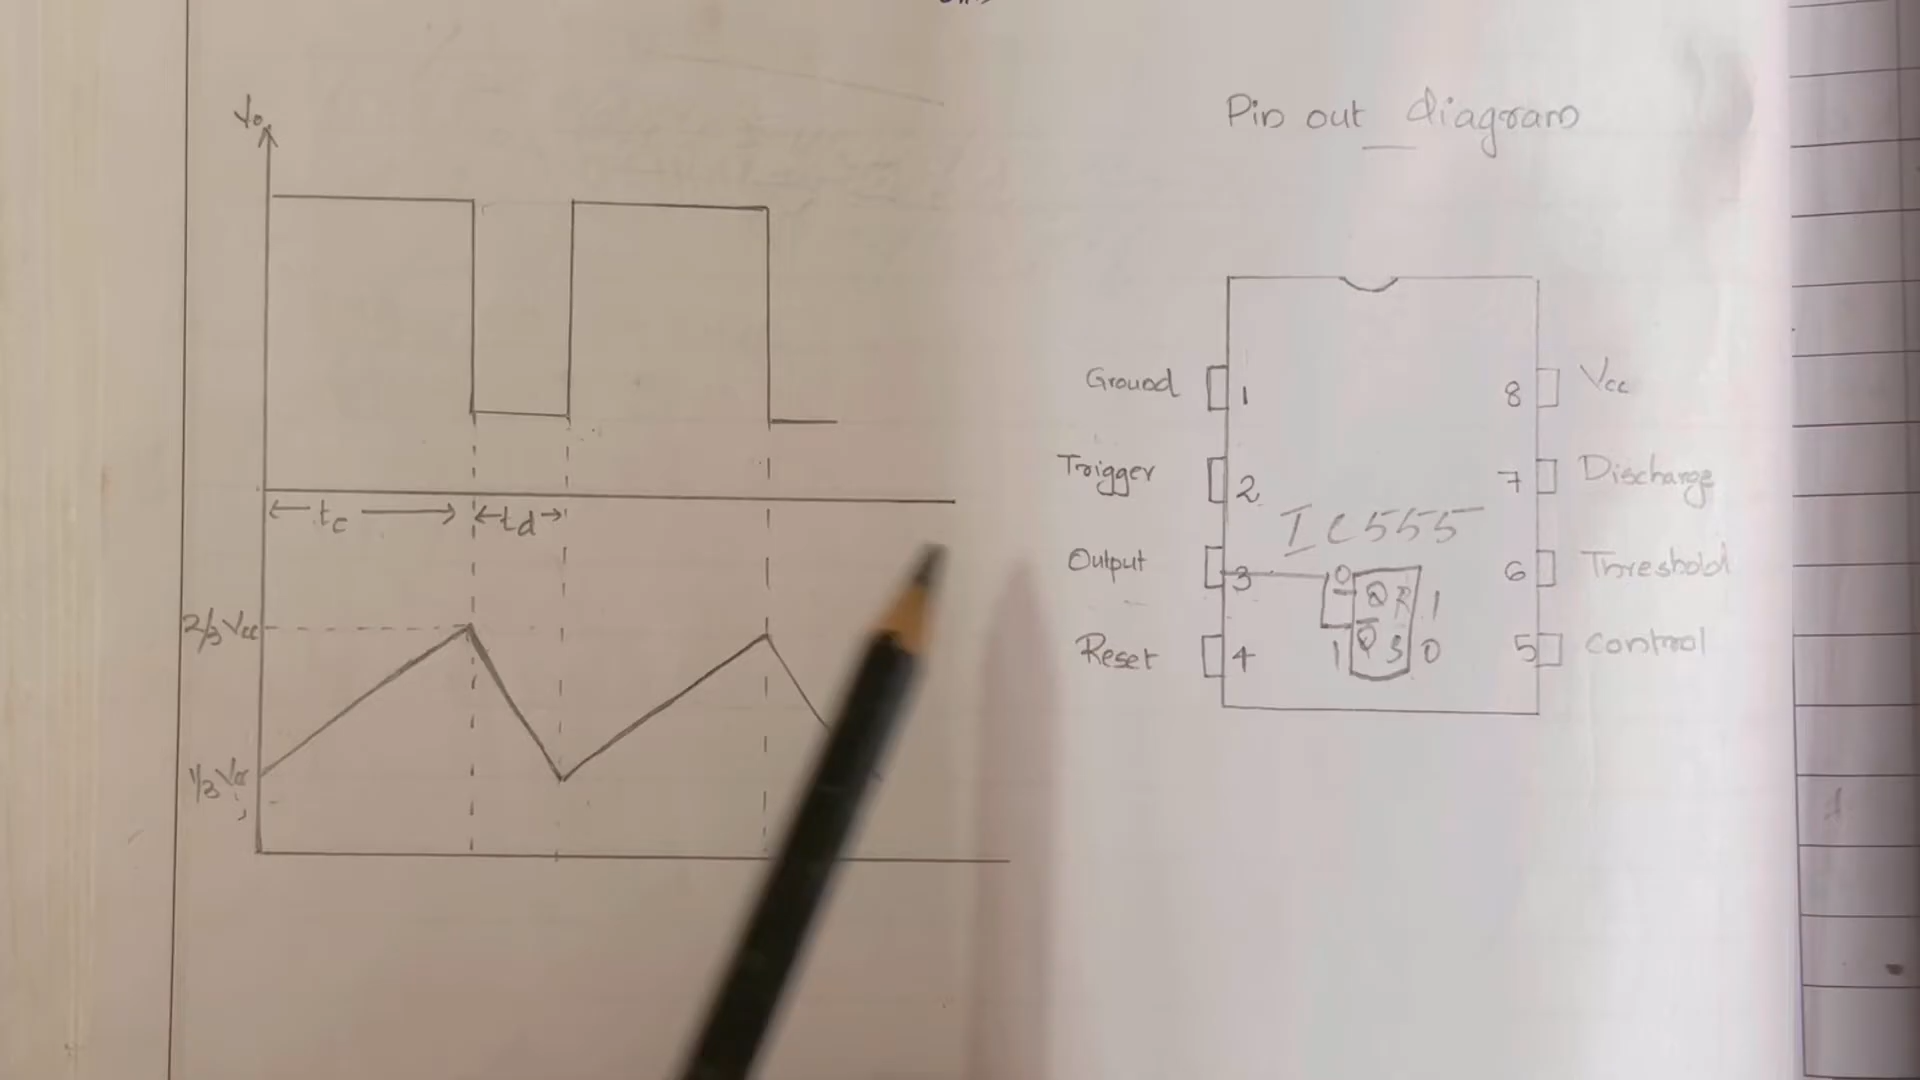 Vo
tc
td
2/3 Vcc
1/3 Vcc
Pin out diagram
Ground 1
8 Vcc
Trigger 2
7 Discharge
IC555
Output 3
6 Threshold
0 Q R 1
1 Q̅ S 0
Reset 4
5 Control